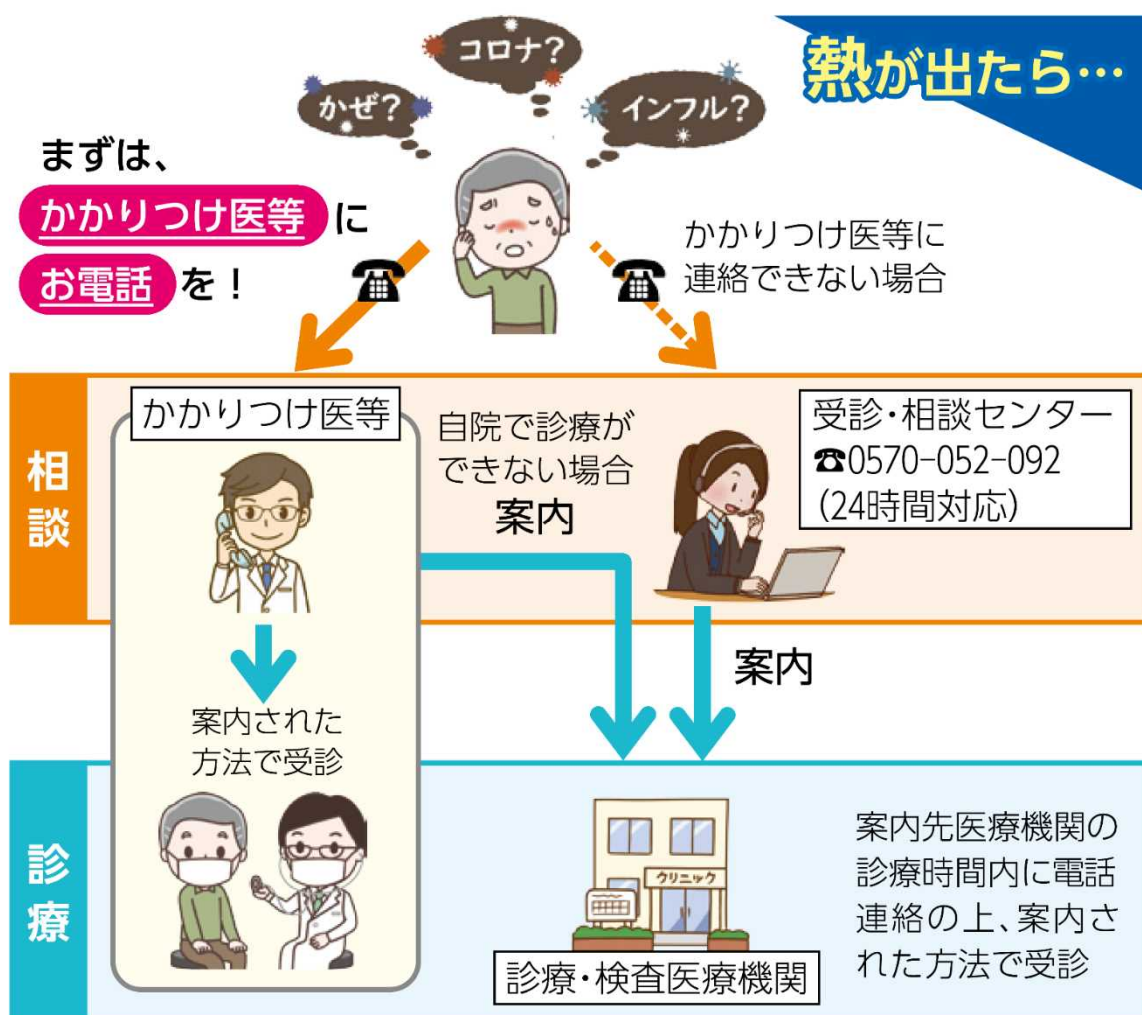 熱が出たら…
コロナ?
かぜ?
インフル?
まずは、
かかりつけ医等に
お電話を!
かかりつけ医等に
連絡できない場合
相談
かかりつけ医等
自院で診療が
できない場合
案内
受診・相談センター
☎0570-052-092
(24時間対応)
案内
案内された
方法で受診
診療
クリニック
診療・検査医療機関
案内先医療機関の
診療時間内に電話
連絡の上、案内さ
れた方法で受診